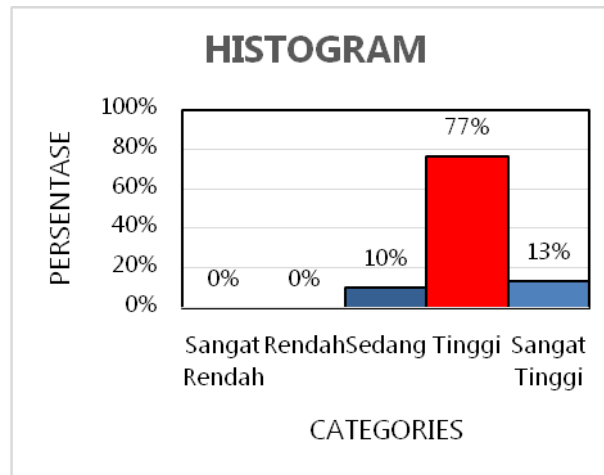 HISTOGRAM
PERSENTASE
100%
80%
60%
40%
20%
0%
0%
0%
10%
77%
13%
Sangat Rendah
Rendah
Sedang
Tinggi
Sangat Tinggi
CATEGORIES